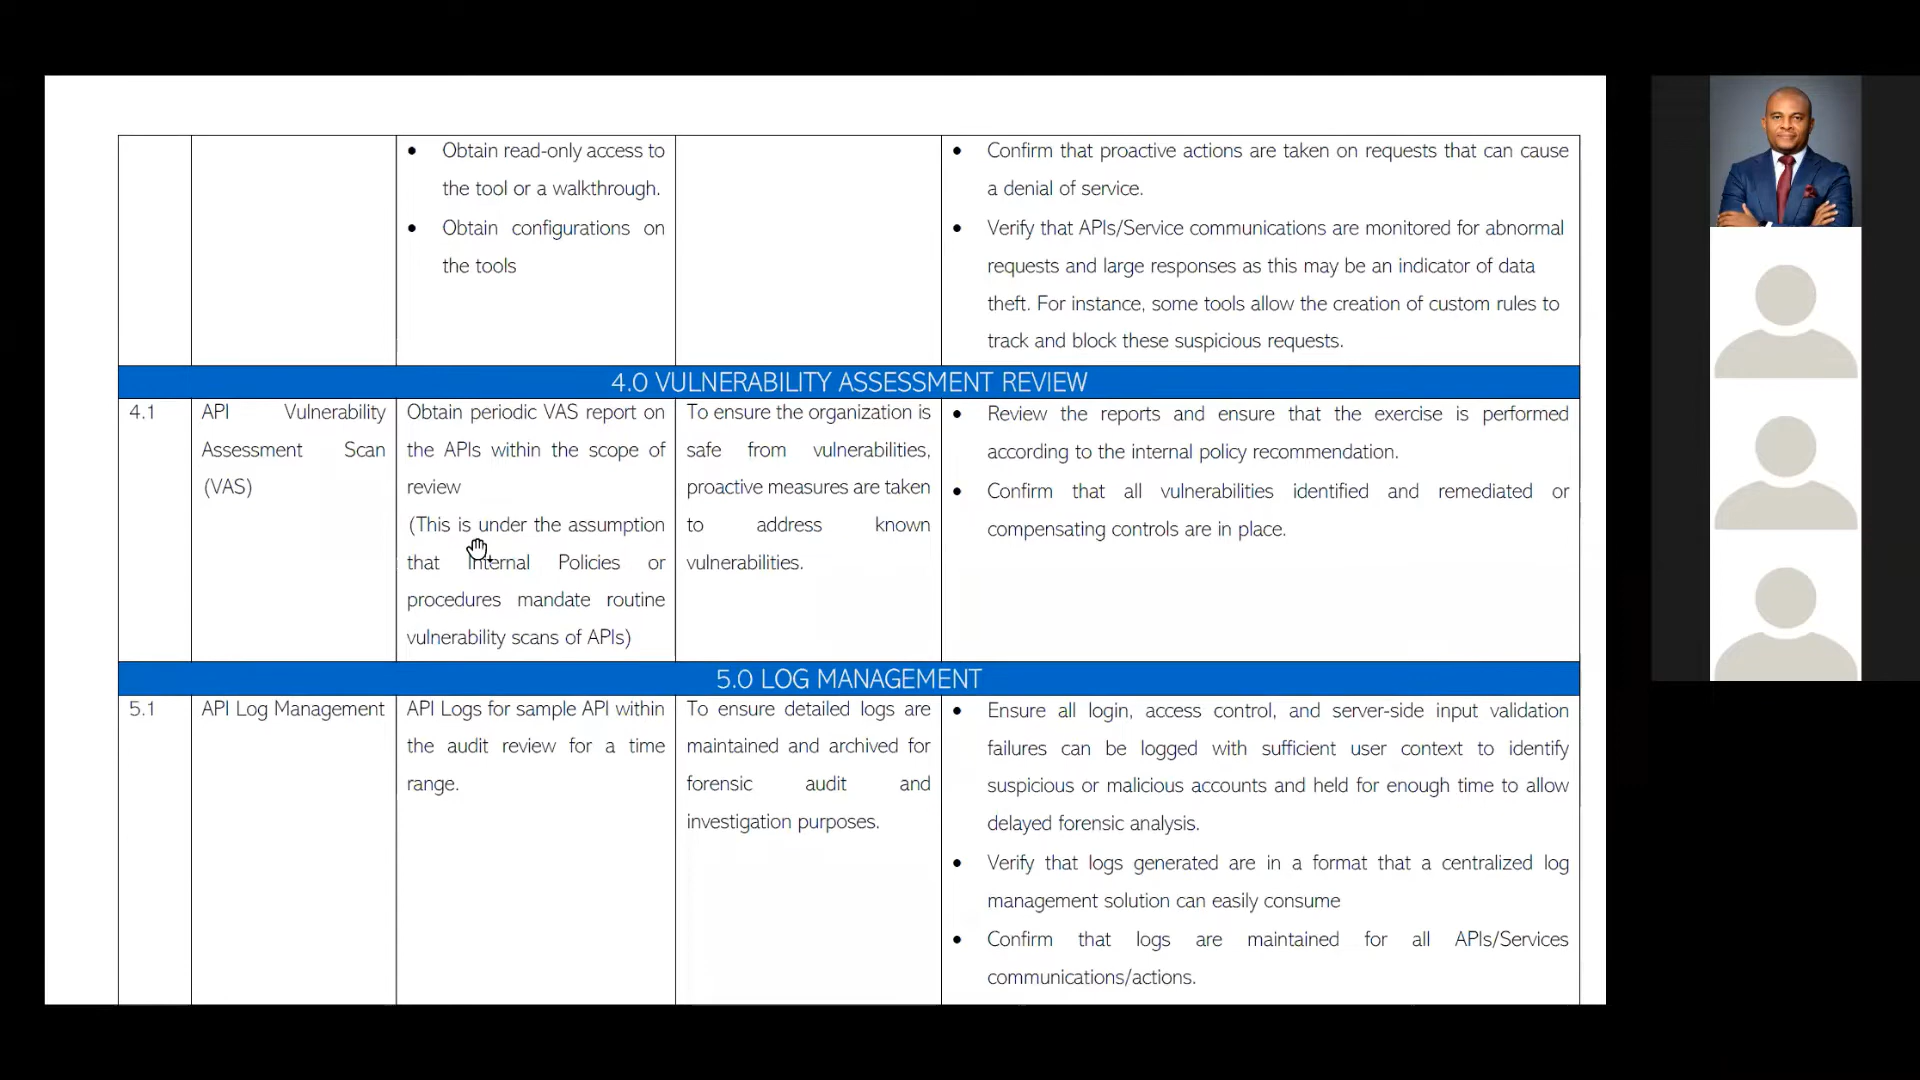 Obtain read-only access to
the tool or a walkthrough.
Obtain configurations on
the tools
Confirm that proactive actions are taken on requests that can cause
a denial of service.
Verify that APIs/Service communications are monitored for abnormal
requests and large responses as this may be an indicator of data
theft. For instance, some tools allow the creation of custom rules to
track and block these suspicious requests.
4.0 VULNERABILITY ASSESSMENT REVIEW
4.1
API Vulnerability
Assessment Scan
(VAS)
Obtain periodic VAS report on
the APIs within the scope of
review
(This is under the assumption
that Internal Policies or
procedures mandate routine
vulnerability scans of APIs)
To ensure the organization is
safe from vulnerabilities,
proactive measures are taken
to address known
vulnerabilities.
Review the reports and ensure that the exercise is performed
according to the internal policy recommendation.
Confirm that all vulnerabilities identified and remediated or
compensating controls are in place.
5.0 LOG MANAGEMENT
5.1
API Log Management
API Logs for sample API within
the audit review for a time
range.
To ensure detailed logs are
maintained and archived for
forensic audit and
investigation purposes.
Ensure all login, access control, and server-side input validation
failures can be logged with sufficient user context to identify
suspicious or malicious accounts and held for enough time to allow
delayed forensic analysis.
Verify that logs generated are in a format that a centralized log
management solution can easily consume
Confirm that logs are maintained for all APIs/Services
communications/actions.